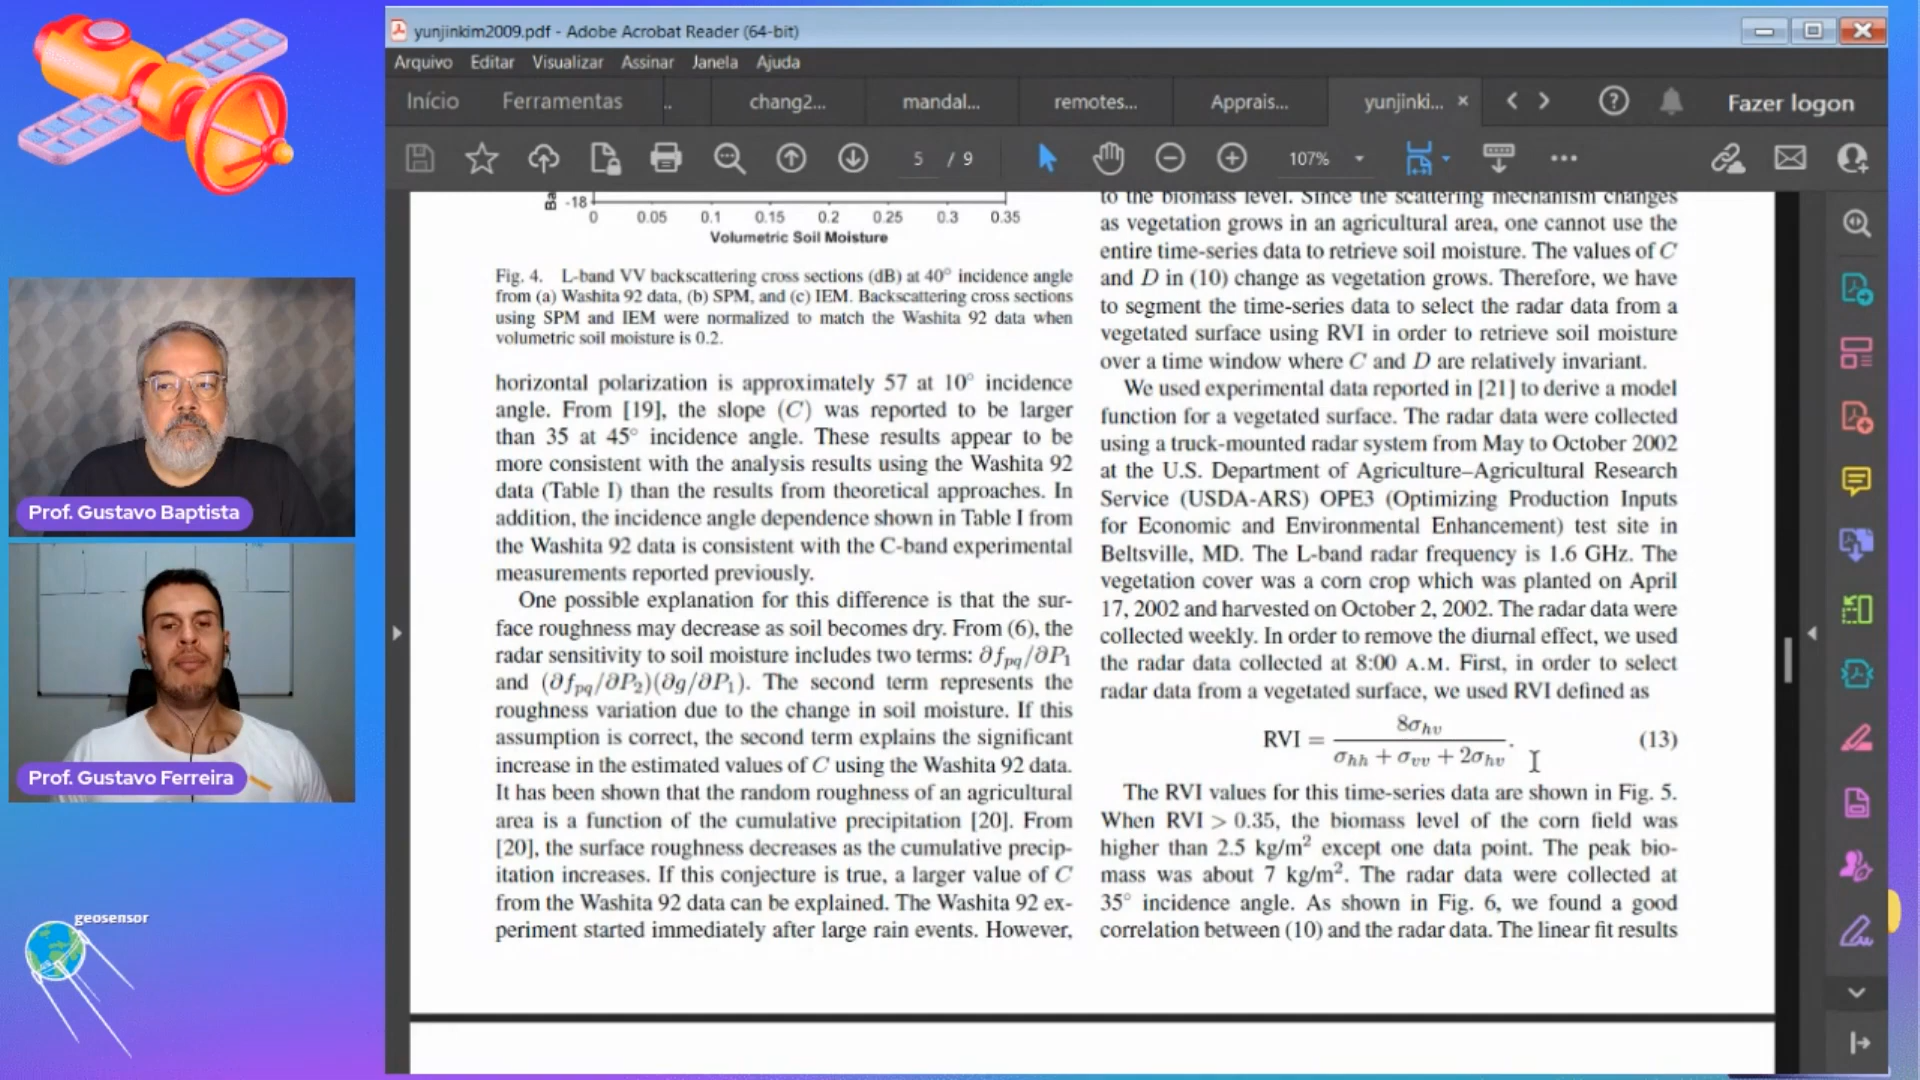 yunjinkim2009.pdf - Adobe Acrobat Reader (64-bit)
Arquivo Editar Visualizar Assinar Janela Ajuda
Início Ferramentas .. chang2... mandal... remotes... Apprais... yunjinki... × Fazer logon
5 / 9 107%
Ba
-18
0 0.05 0.1 0.15 0.2 0.25 0.3 0.35
Volumetric Soil Moisture
Fig. 4. L-band VV backscattering cross sections (dB) at 40° incidence angle
from (a) Washita 92 data, (b) SPM, and (c) IEM. Backscattering cross sections
using SPM and IEM were normalized to match the Washita 92 data when
volumetric soil moisture is 0.2.
horizontal polarization is approximately 57 at 10° incidence
angle. From [19], the slope (C) was reported to be larger
than 35 at 45° incidence angle. These results appear to be
more consistent with the analysis results using the Washita 92
data (Table I) than the results from theoretical approaches. In
addition, the incidence angle dependence shown in Table I from
the Washita 92 data is consistent with the C-band experimental
measurements reported previously.
One possible explanation for this difference is that the sur-
face roughness may decrease as soil becomes dry. From (6), the
radar sensitivity to soil moisture includes two terms: ∂fpq/∂P1
and (∂fpq/∂P2)(∂g/∂P1). The second term represents the
roughness variation due to the change in soil moisture. If this
assumption is correct, the second term explains the significant
increase in the estimated values of C using the Washita 92 data.
It has been shown that the random roughness of an agricultural
area is a function of the cumulative precipitation [20]. From
[20], the surface roughness decreases as the cumulative precip-
itation increases. If this conjecture is true, a larger value of C
from the Washita 92 data can be explained. The Washita 92 ex-
periment started immediately after large rain events. However,
to the biomass level. Since the scattering mechanism changes
as vegetation grows in an agricultural area, one cannot use the
entire time-series data to retrieve soil moisture. The values of C
and D in (10) change as vegetation grows. Therefore, we have
to segment the time-series data to select the radar data from a
vegetated surface using RVI in order to retrieve soil moisture
over a time window where C and D are relatively invariant.
We used experimental data reported in [21] to derive a model
function for a vegetated surface. The radar data were collected
using a truck-mounted radar system from May to October 2002
at the U.S. Department of Agriculture–Agricultural Research
Service (USDA-ARS) OPE3 (Optimizing Production Inputs
for Economic and Environmental Enhancement) test site in
Beltsville, MD. The L-band radar frequency is 1.6 GHz. The
vegetation cover was a corn crop which was planted on April
17, 2002 and harvested on October 2, 2002. The radar data were
collected weekly. In order to remove the diurnal effect, we used
the radar data collected at 8:00 A.M. First, in order to select
radar data from a vegetated surface, we used RVI defined as
RVI = 8σhv / (σhh + σvv + 2σhv). (13)
The RVI values for this time-series data are shown in Fig. 5.
When RVI > 0.35, the biomass level of the corn field was
higher than 2.5 kg/m² except one data point. The peak bio-
mass was about 7 kg/m². The radar data were collected at
35° incidence angle. As shown in Fig. 6, we found a good
correlation between (10) and the radar data. The linear fit results
Prof. Gustavo Baptista
Prof. Gustavo Ferreira
geosensor